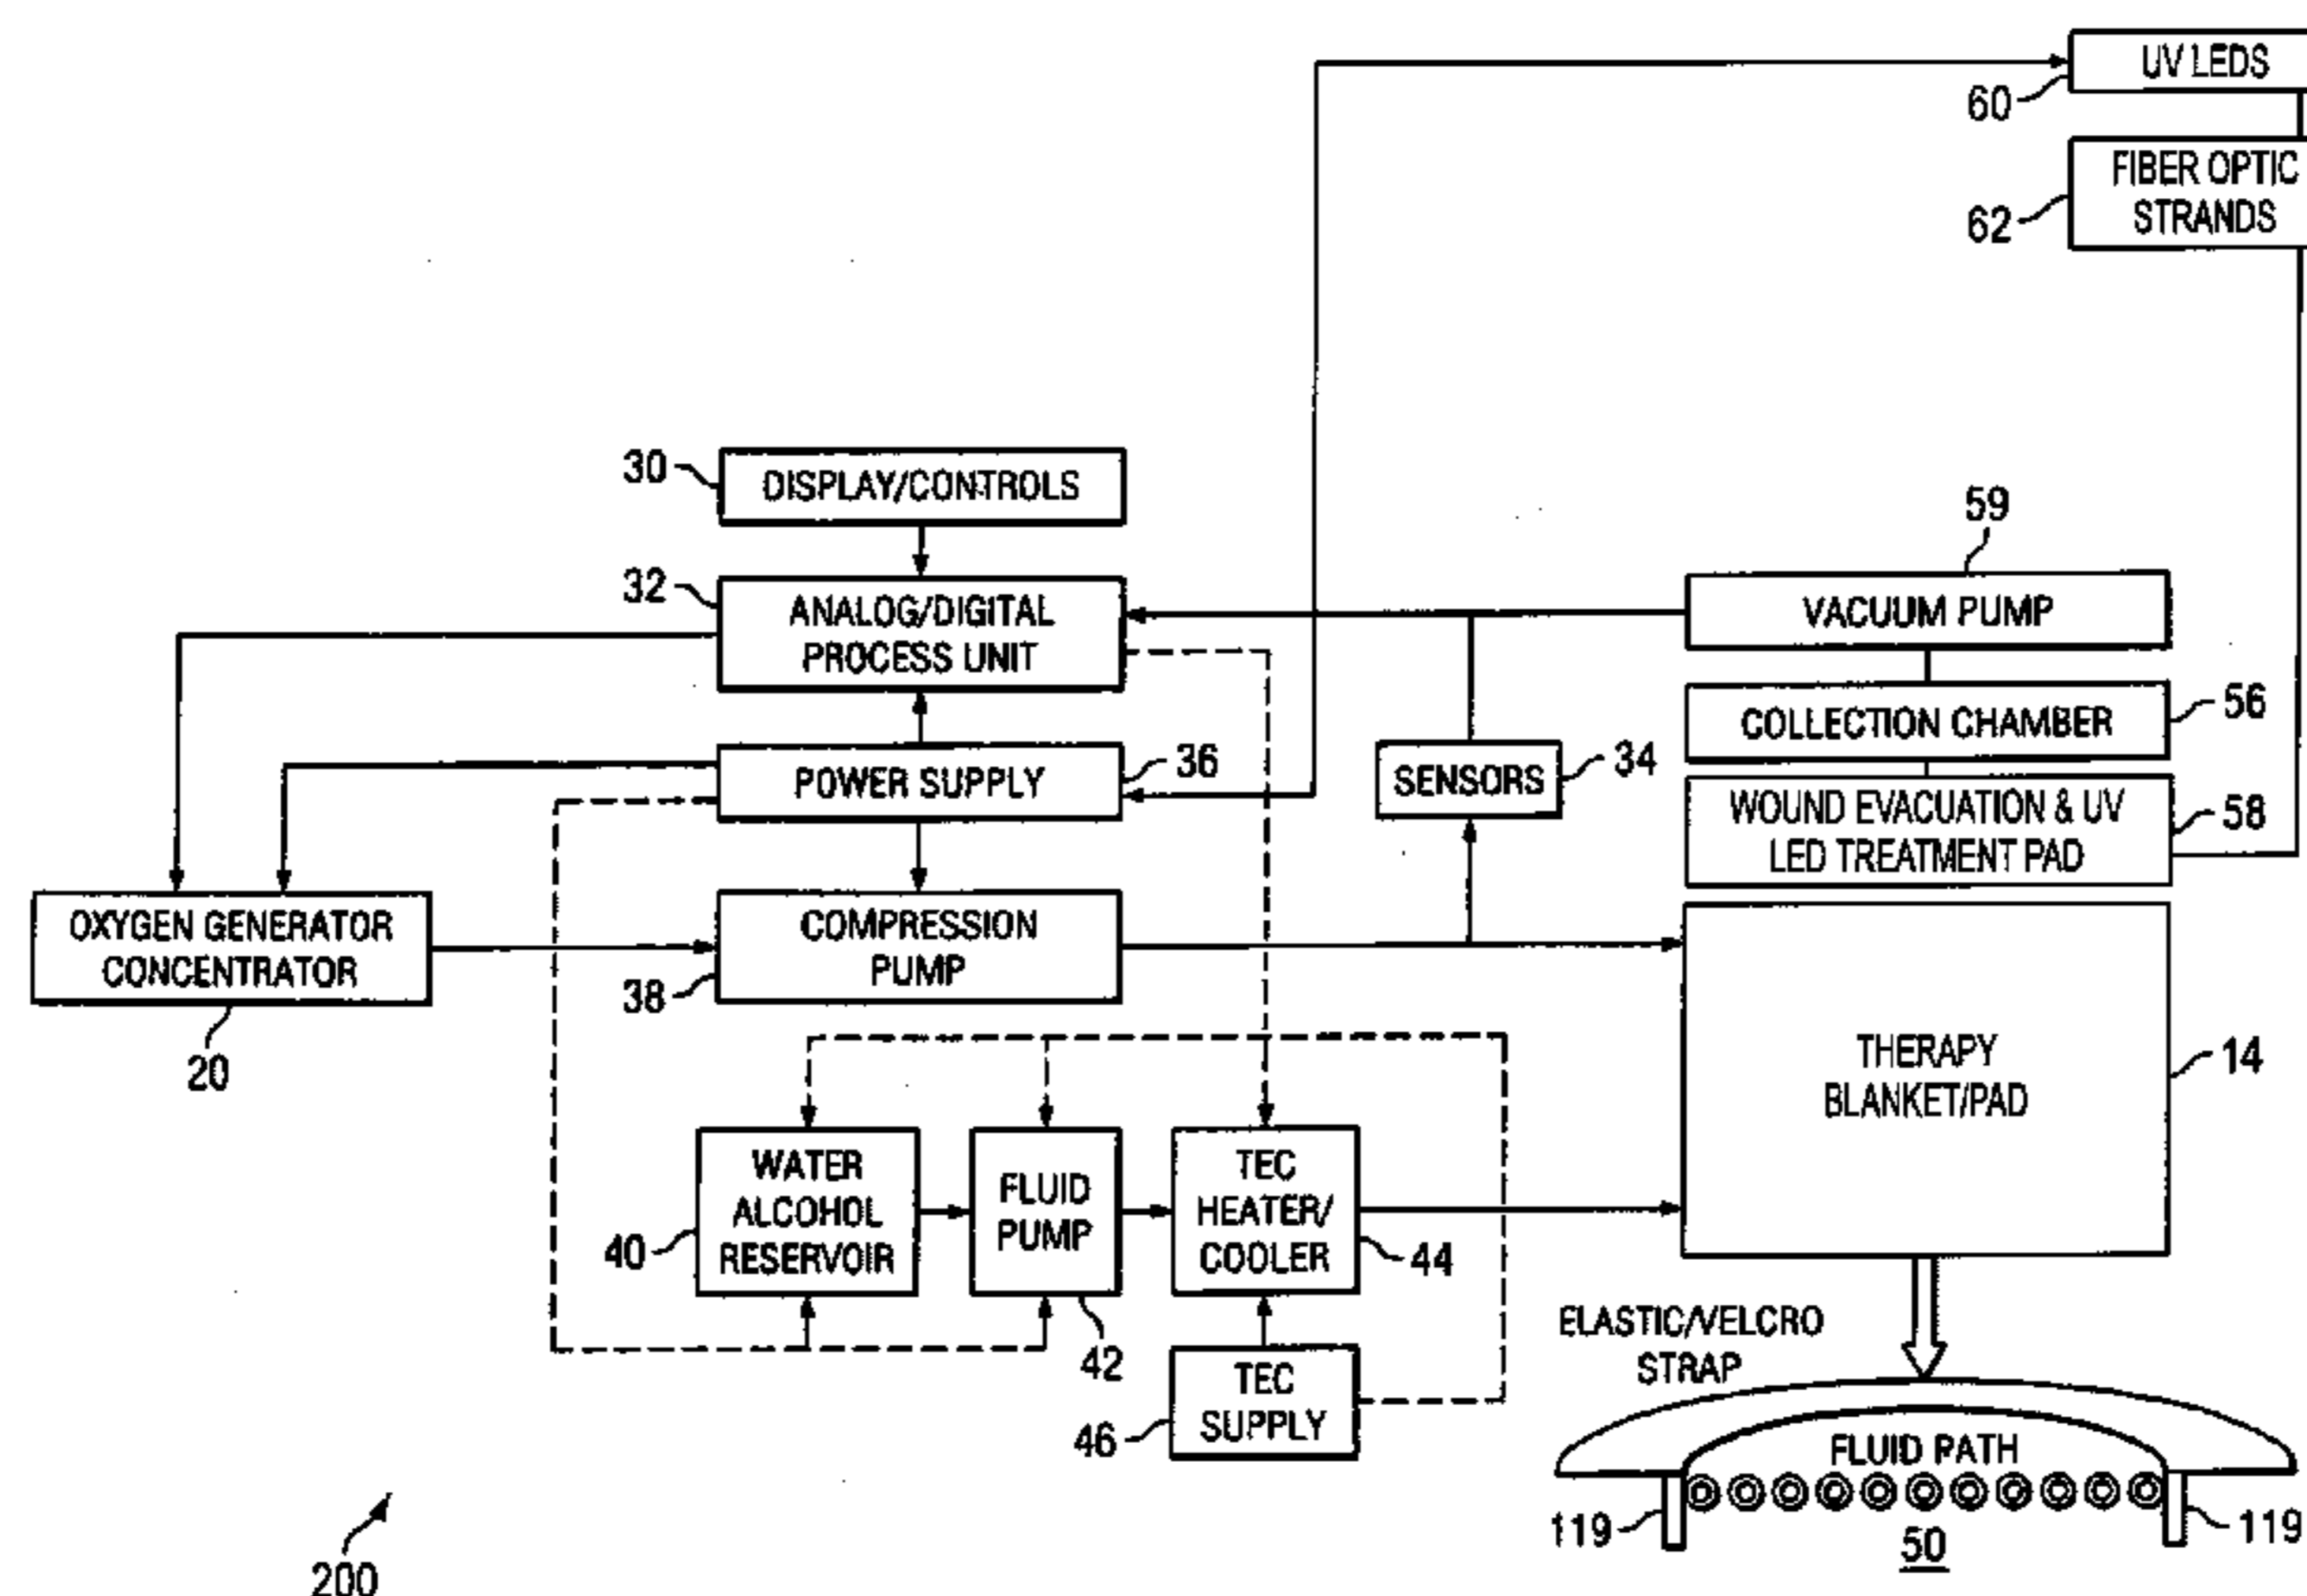 UV LEDS
60
FIBER OPTIC
STRANDS
62
30
DISPLAY/CONTROLS
59
32
ANALOG/DIGITAL
PROCESS UNIT
VACUUM PUMP
COLLECTION CHAMBER
56
POWER SUPPLY
36
SENSORS
34
WOUND EVACUATION & UV
LED TREATMENT PAD
58
OXYGEN GENERATOR
CONCENTRATOR
20
COMPRESSION
PUMP
38
THERAPY
BLANKET/PAD
14
WATER
ALCOHOL
RESERVOIR
40
FLUID
PUMP
42
TEC
HEATER/
COOLER
44
TEC
SUPPLY
46
ELASTIC/VELCRO
STRAP
FLUID PATH
119
119
50
200